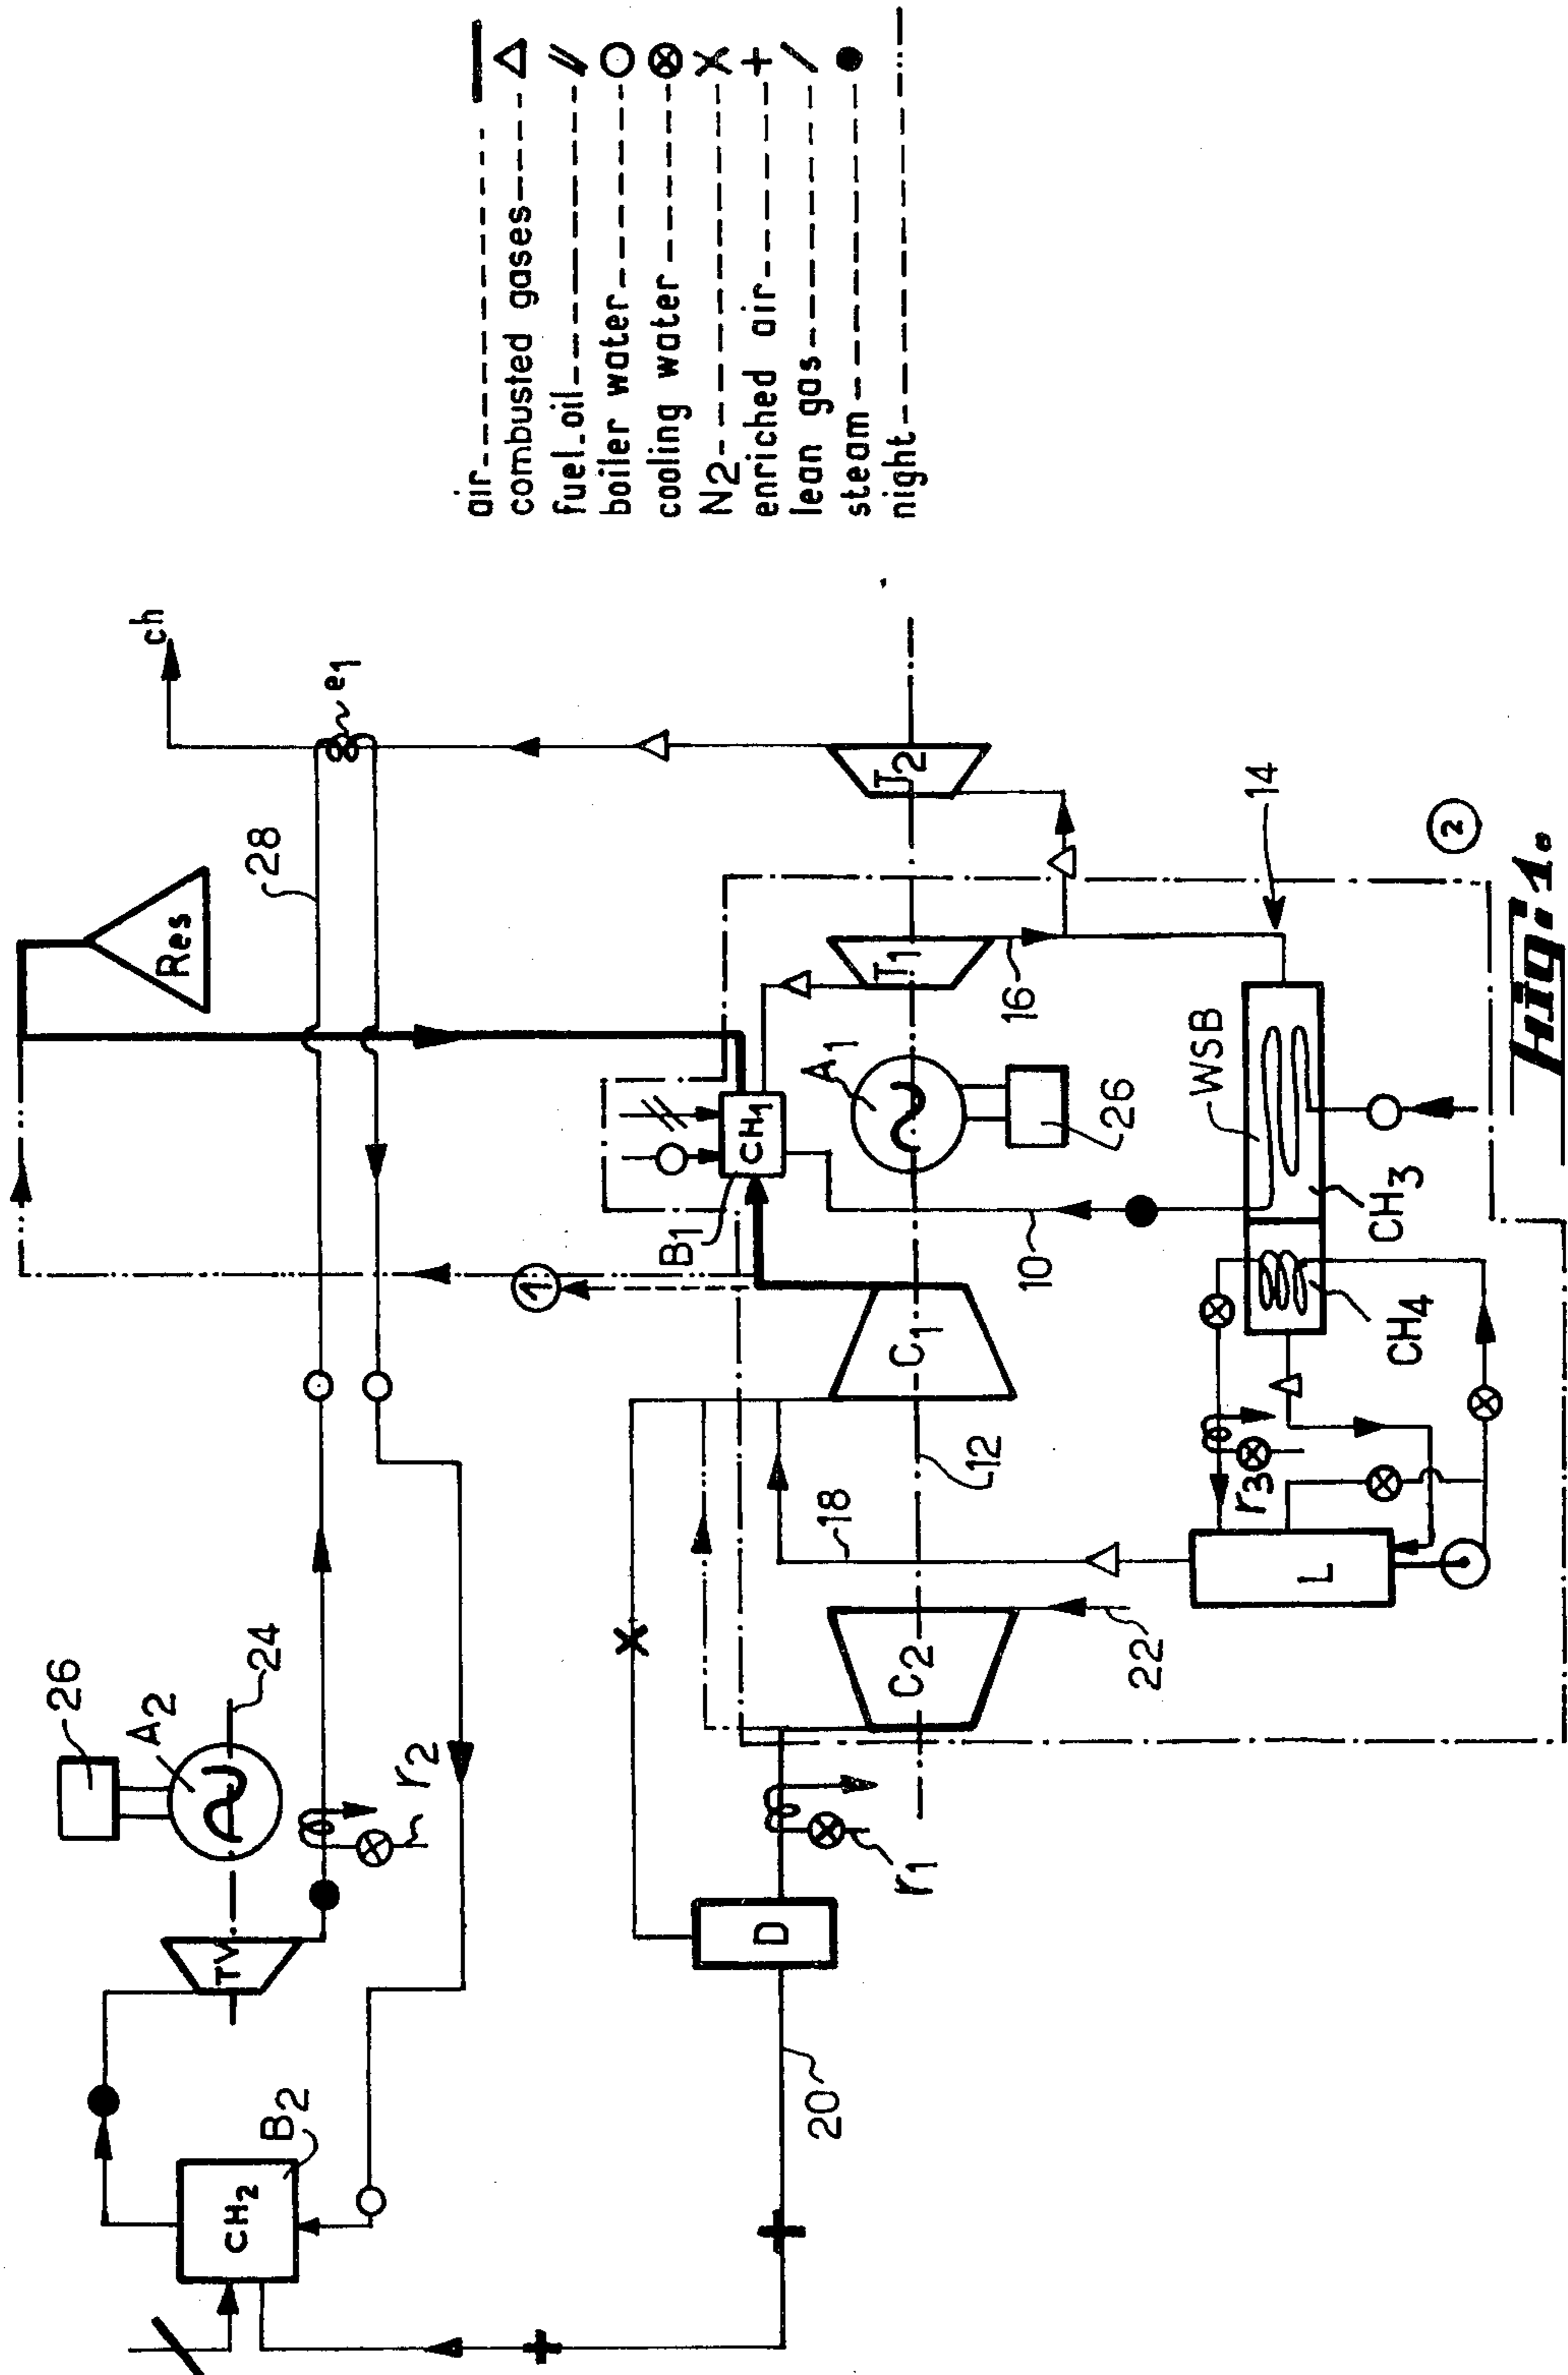 air
combusted gases
fuel-oil
boiler water
cooling water
N2
enriched air
lean gas
steam
night
ch
e1
28
Res
26
A2
24
r2
TV
CH2
B2
1
CH1
B1
A1
26
T1
T2
16
14
10
12
C1
C2
18
22
r1
D
20
WSB
CH3
CH4
r3
L
2
Fig. 1.